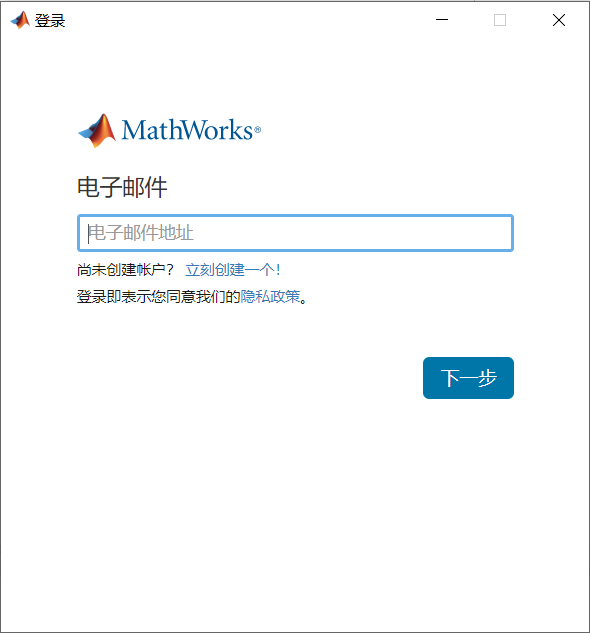 登录
MathWorks®
电子邮件
电子邮件地址
尚未创建帐户? 立刻创建一个!
登录即表示您同意我们的隐私政策。
下一步